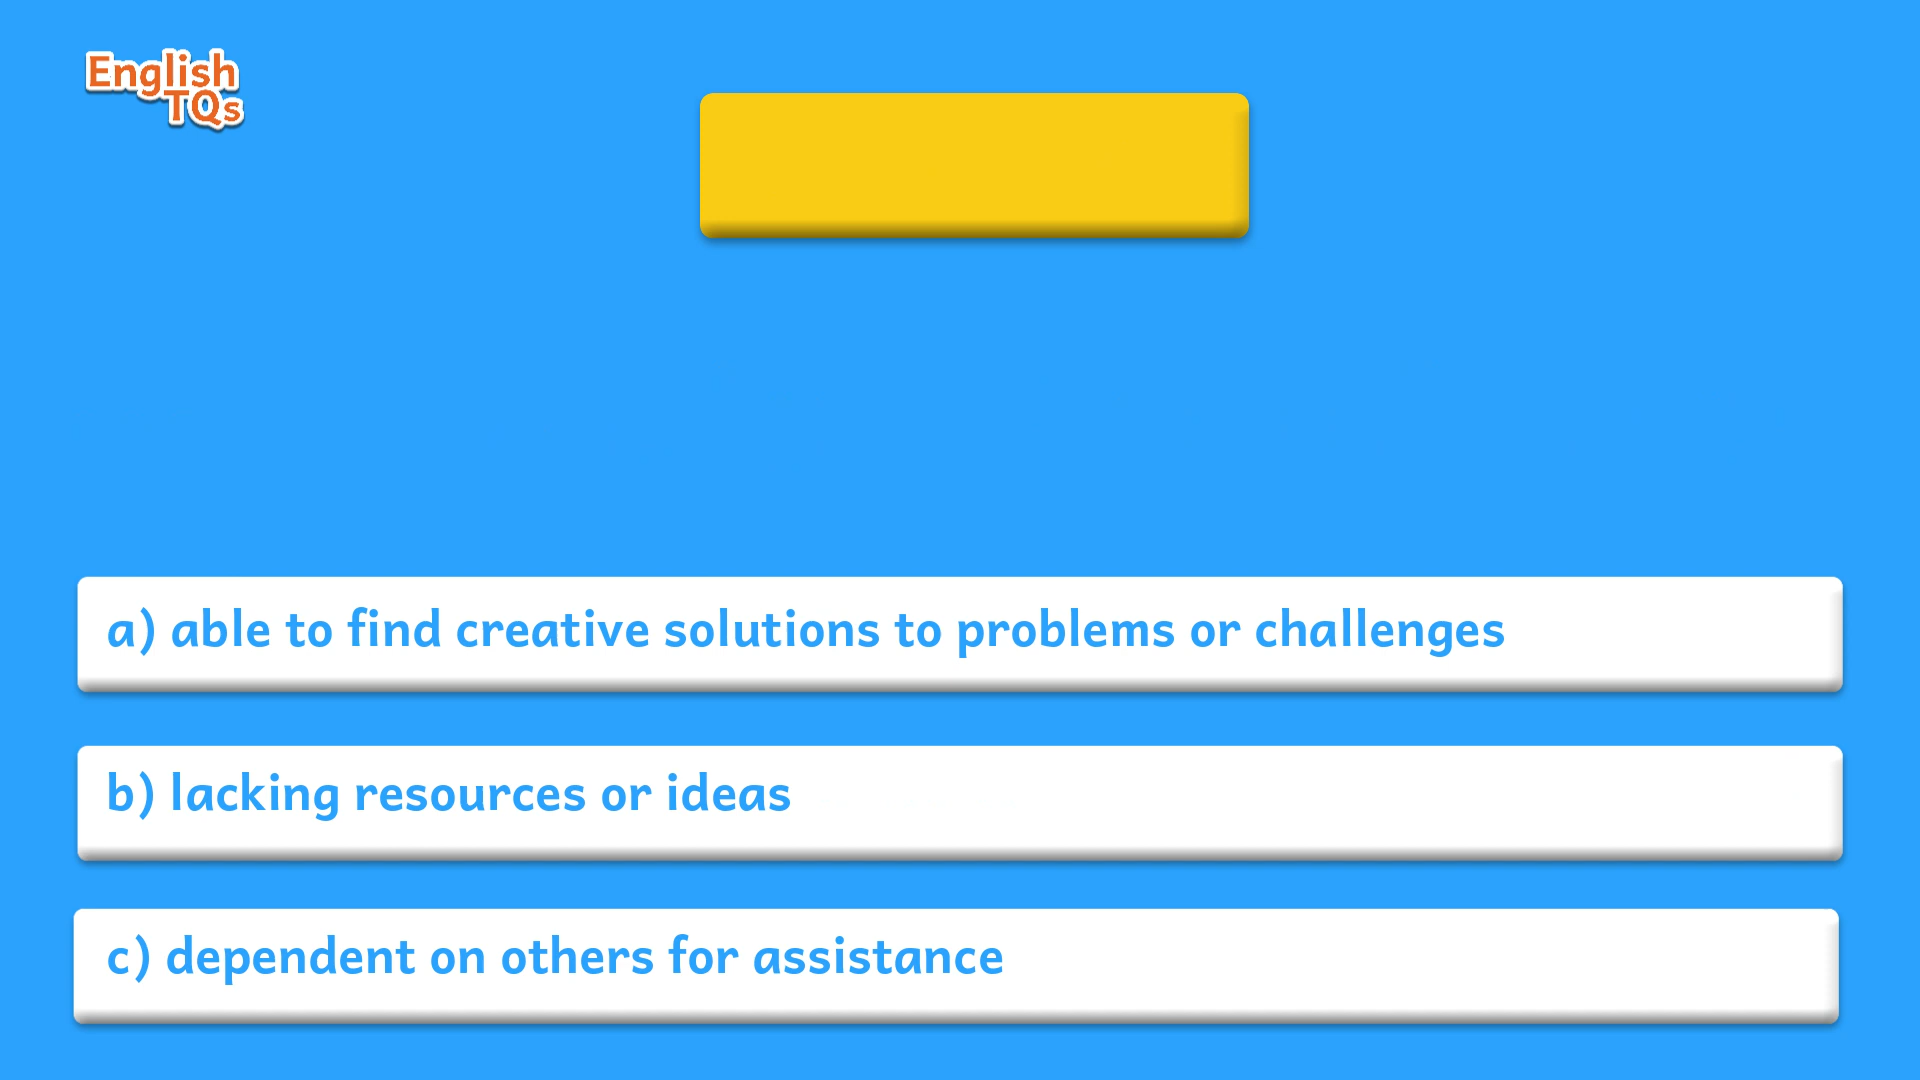 English
TQs
a) able to find creative solutions to problems or challenges
b) lacking resources or ideas
c) dependent on others for assistance